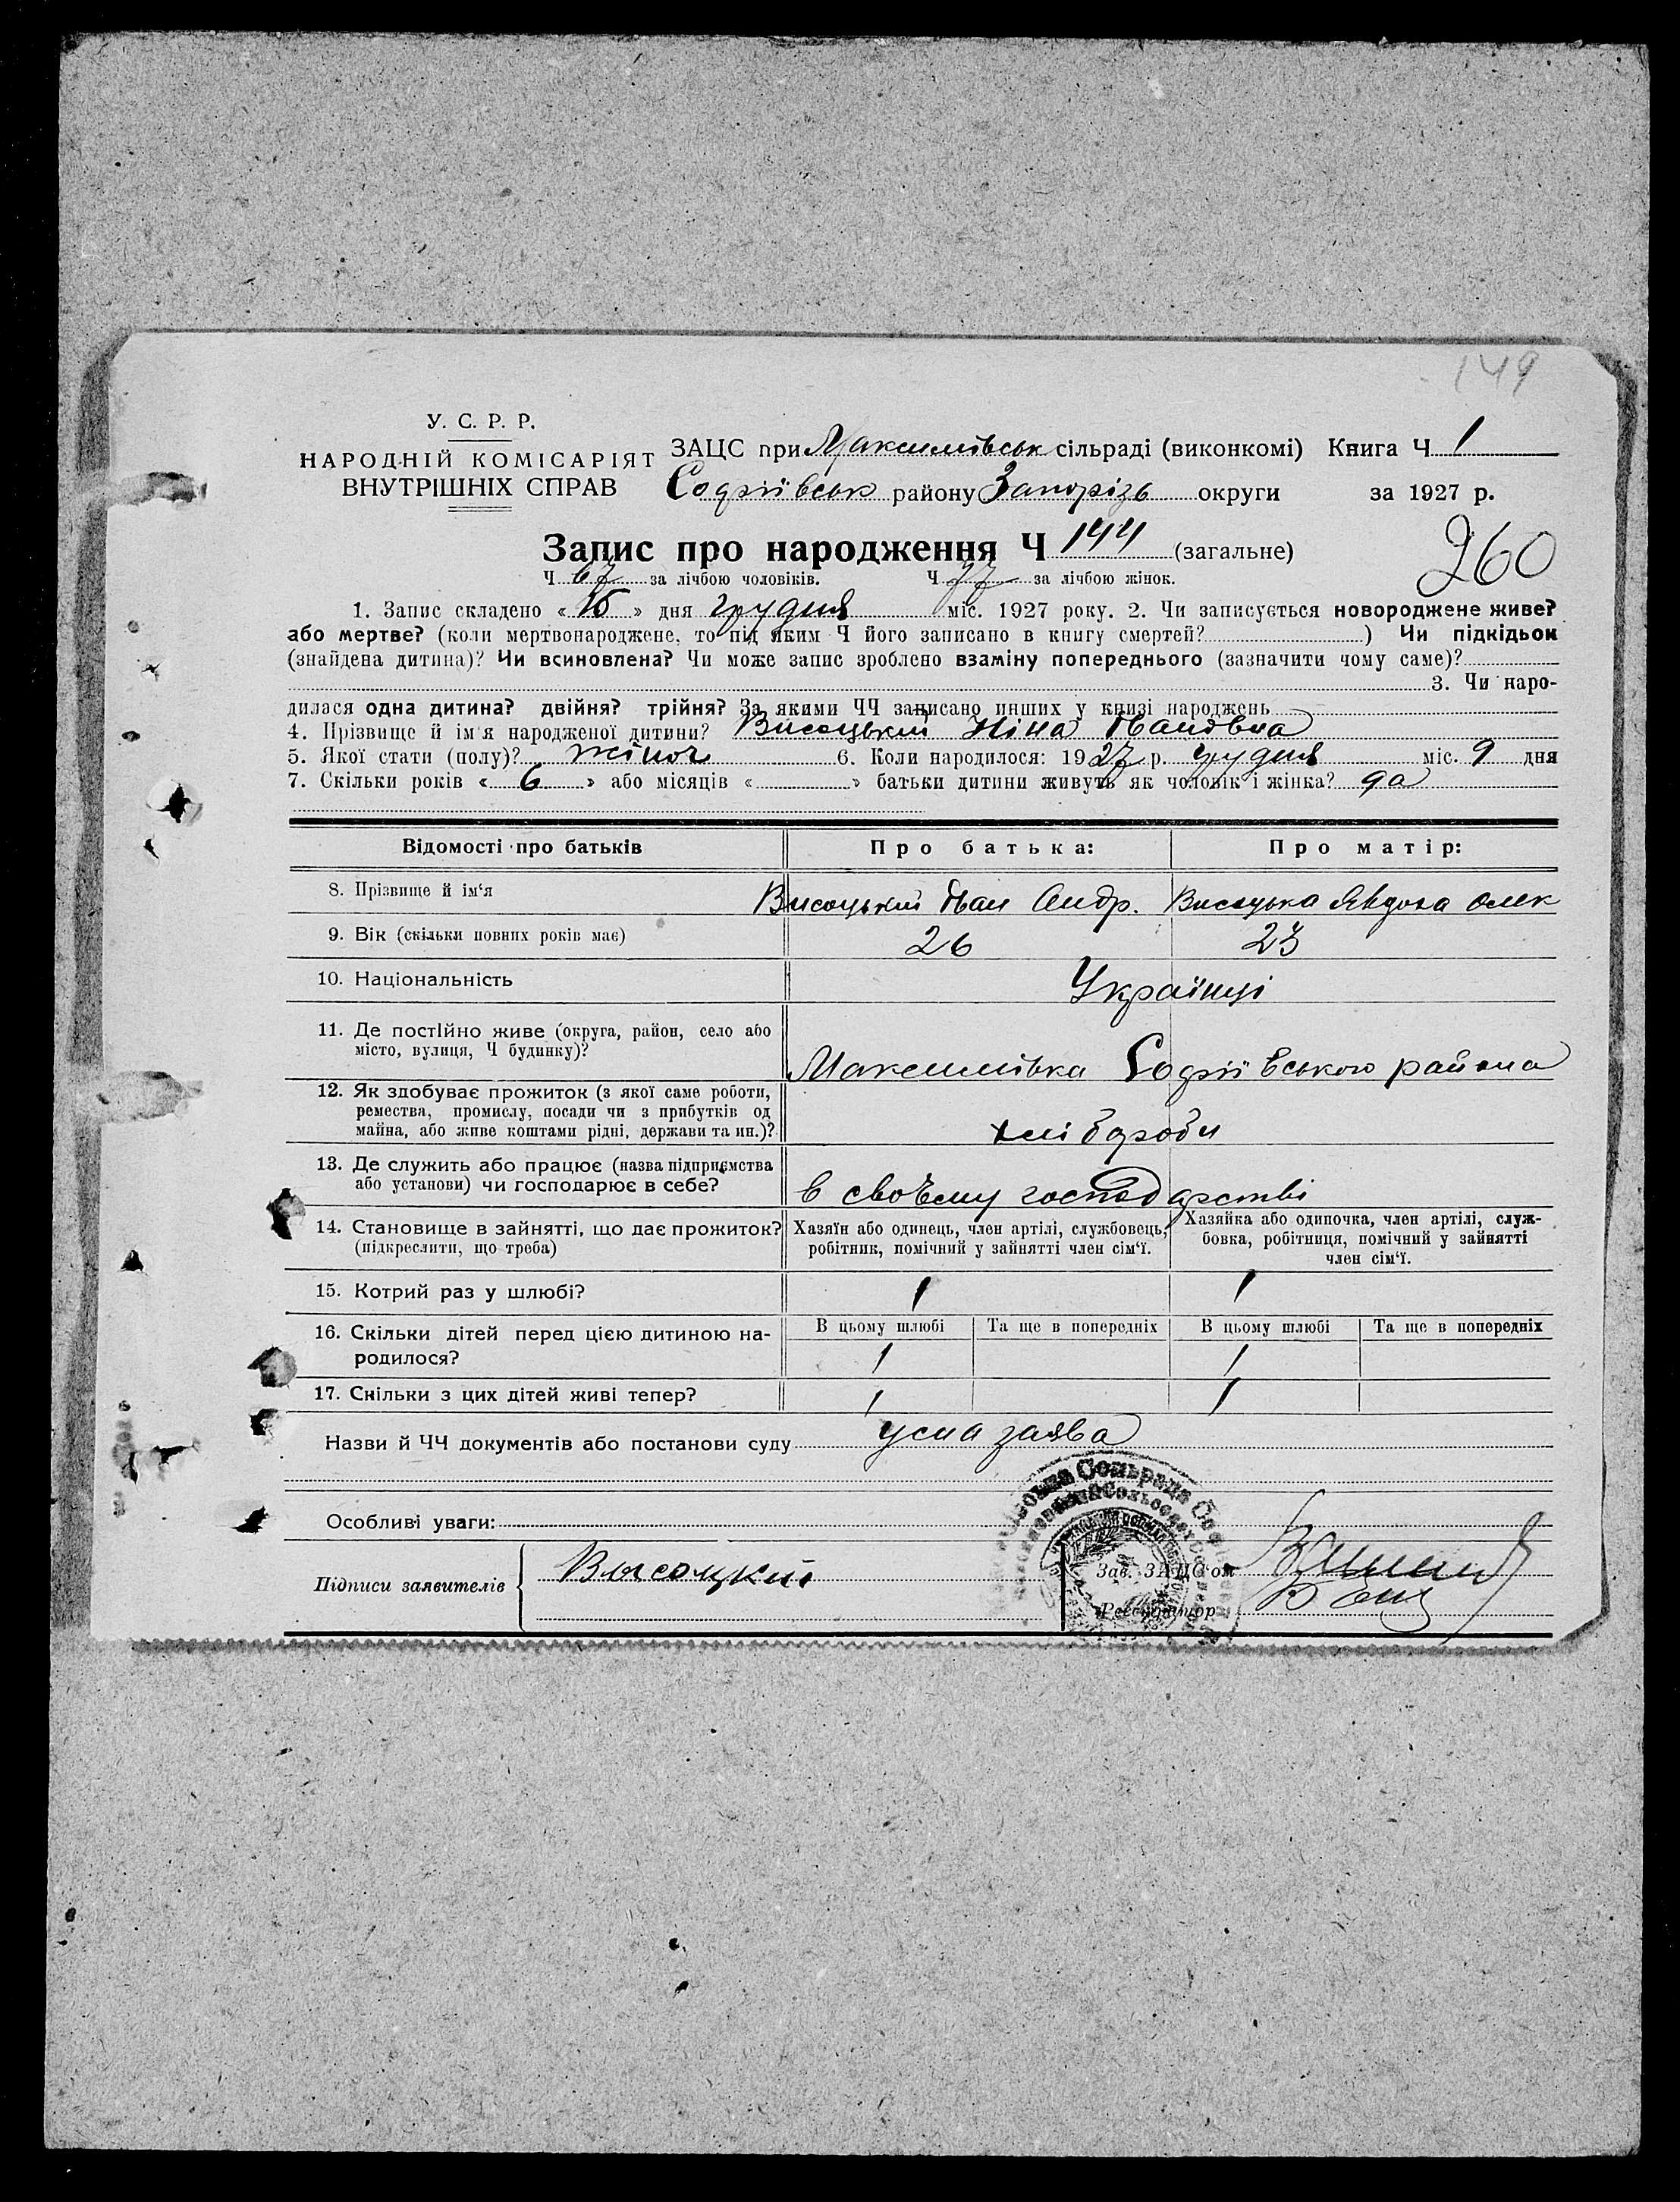 149
У. С. Р. Р.
НАРОДНІЙ КОМІСАРІЯТ
ВНУТРІШНІХ СПРАВ
ЗАЦС при Максимівськ сільраді (виконкомі) Книга Ч 1
Софіївськ району Запорізь округи за 1927 р.
Запис про народження Ч 144 (загальне)
260
Ч 67 за лічбою чоловіків. Ч 77 за лічбою жінок.
1. Запис складено « » дня грудня міс. 1927 року. 2. Чи записується новороджене живе?
або мертве? (коли мертвонароджене, то під яким Ч його записано в книгу смертей? ) Чи підкідьок
(знайдена дитина)? Чи всиновлена? Чи може запис зроблено взаміну попереднього (зазначити чому саме)?
3. Чи наро-
дилася одна дитина? двійня? трійня? За якими ЧЧ записано инших у книзі народжень
4. Прізвище й ім'я народженої дитини? Висоцький Ніна Іванівна
5. Якої стати (полу)? жіноч 6. Коли народилося: 1927 р. грудня міс. 9 дня
7. Скільки років « 6 » або місяців « » батьки дитини живуть як чоловік і жінка? да
Відомості про батьків Про батька: Про матір:
8. Прізвище й ім'я Висоцький Іван Андр. Висоцька Явдоха Олек
9. Вік (скільки повних років має) 26 23
10. Національність Українці
11. Де постійно живе (округа, район, село або
місто, вулиця, Ч будинку)? Максимівка Софіївського района
12. Як здобуває прожиток (з якої саме роботи,
ремества, промислу, посади чи з прибутків од
майна, або живе коштами рідні, держави та ин.)? хлібороби
13. Де служить або працює (назва підприємства
або установи) чи господарює в себе? в своєму господарстві
14. Становище в зайнятті, що дає прожиток? Хазяїн або одинець, член артілі, службовець, Хазяйка або одиночка, член артілі, служ-
(підкреслити, що треба) робітник, помічний у зайнятті член сім'ї. бовка, робітниця, помічний у зайнятті
член сім'ї.
15. Котрий раз у шлюбі? 1 1
16. Скільки дітей перед цією дитиною на- В цьому шлюбі Та ще в попередніх В цьому шлюбі Та ще в попередніх
родилося? 1 1
17. Скільки з цих дітей живі тепер? 1 1
Назви й ЧЧ документів або постанови суду усна заява
Особливі уваги:
Підписи заявителів Высоцкий Зав. ЗАЦС'ом
Реєстратор